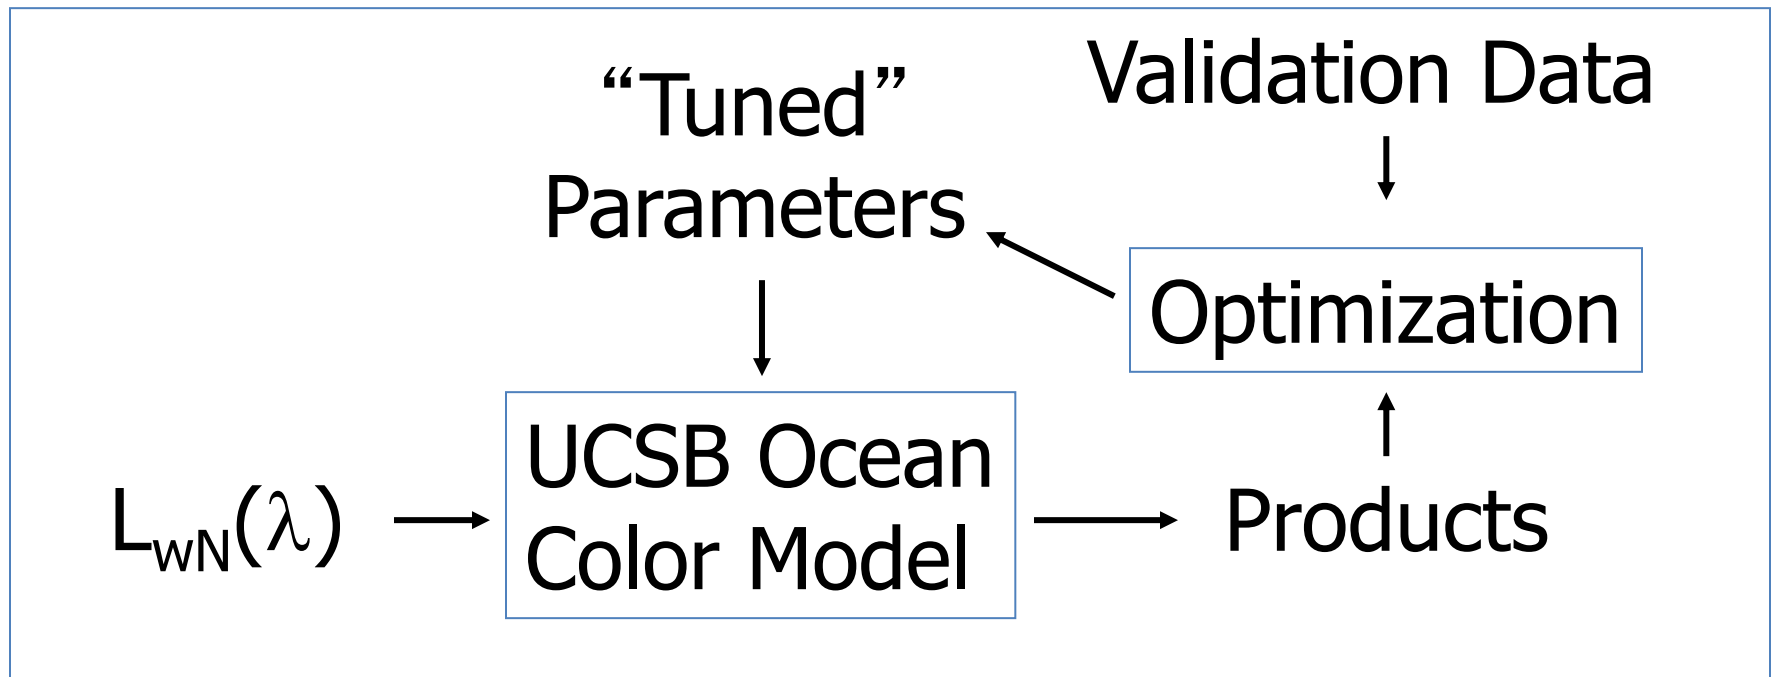 “Tuned”
Parameters
Validation Data
Optimization
UCSB Ocean
Color Model
LwN(λ)
Products